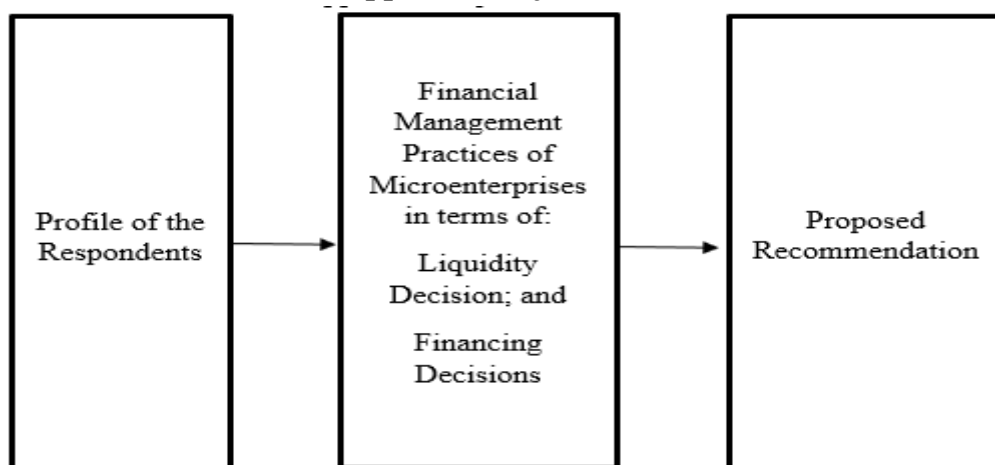 Profile of the
Respondents
Financial
Management
Practices of
Microenterprises
in terms of:
Liquidity
Decision; and
Financing
Decisions
Proposed
Recommendation